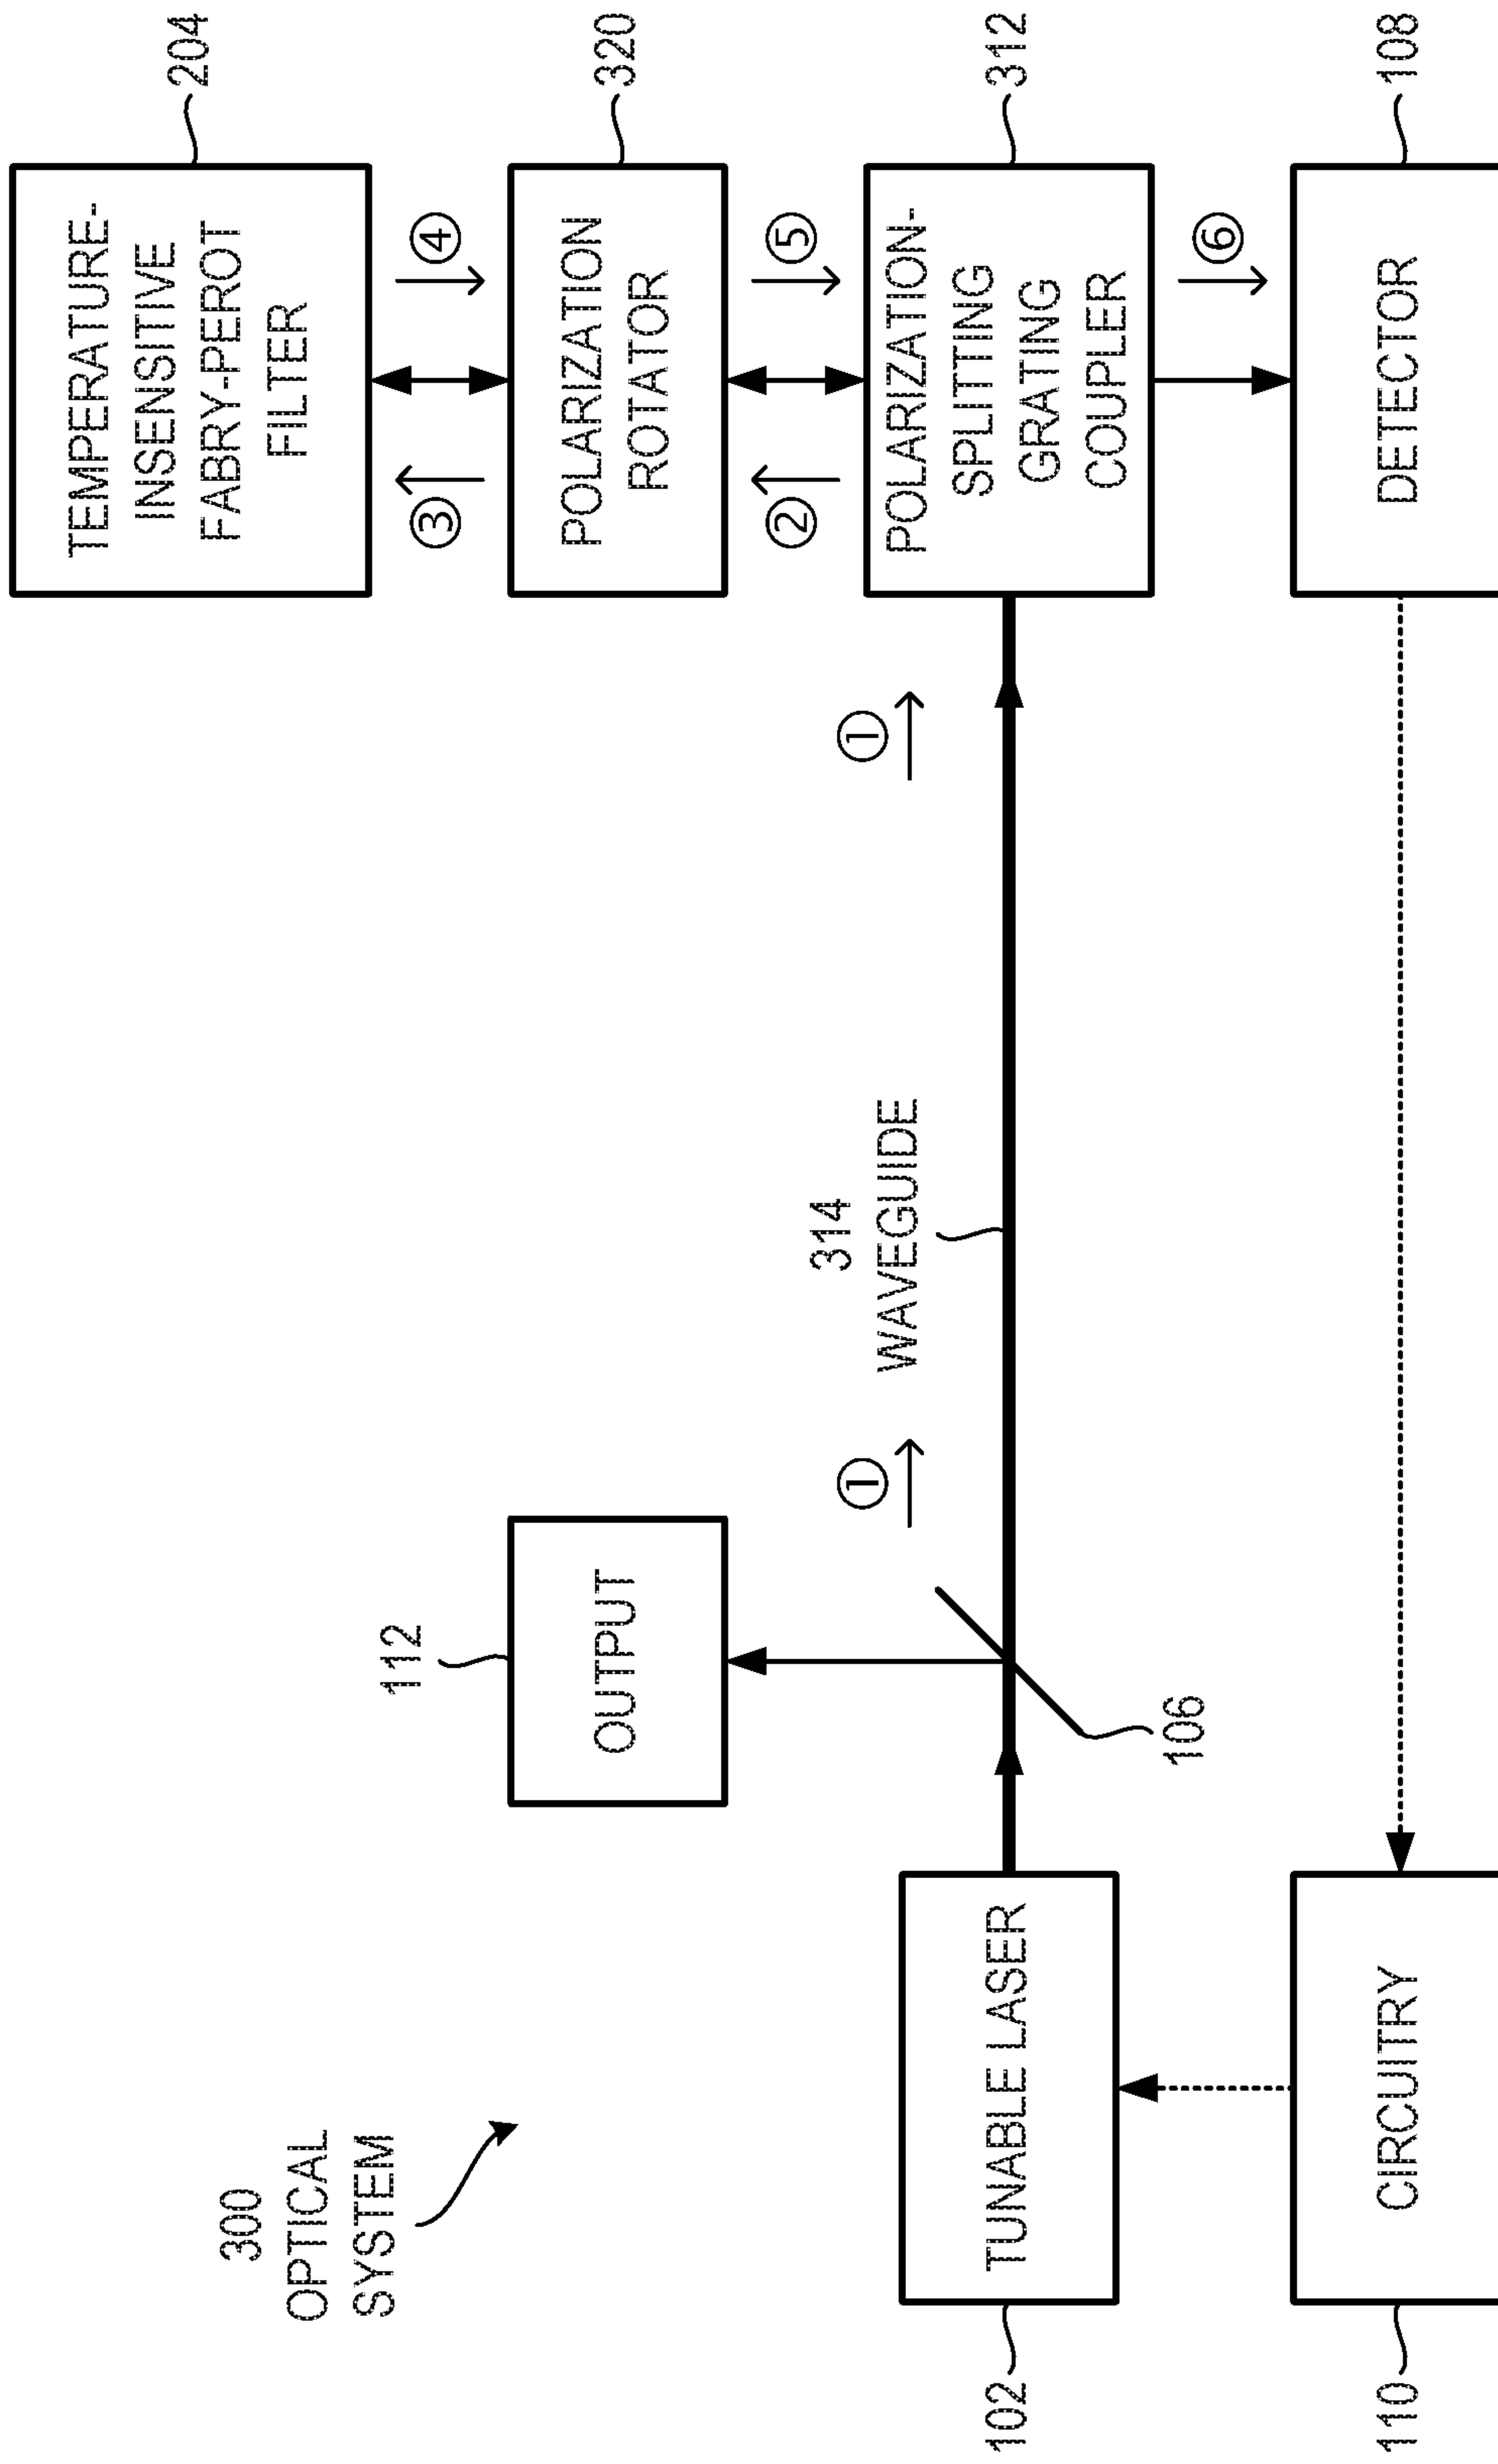 300
OPTICAL
SYSTEM
204
TEMPERATURE-
INSENSITIVE
FABRY-PEROT
FILTER
③
④
112
OUTPUT
320
POLARIZATION
ROTATOR
②
⑤
314
WAVEGUIDE
①
①
312
POLARIZATION-
SPLITTING
GRATING
COUPLER
⑥
102
TUNABLE LASER
106
110
CIRCUITRY
108
DETECTOR